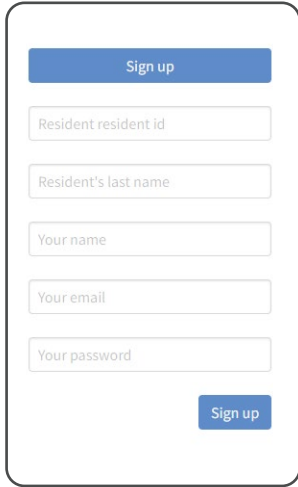 Sign up
Resident resident id
Resident's last name
Your name
Your email
Your password
Sign up